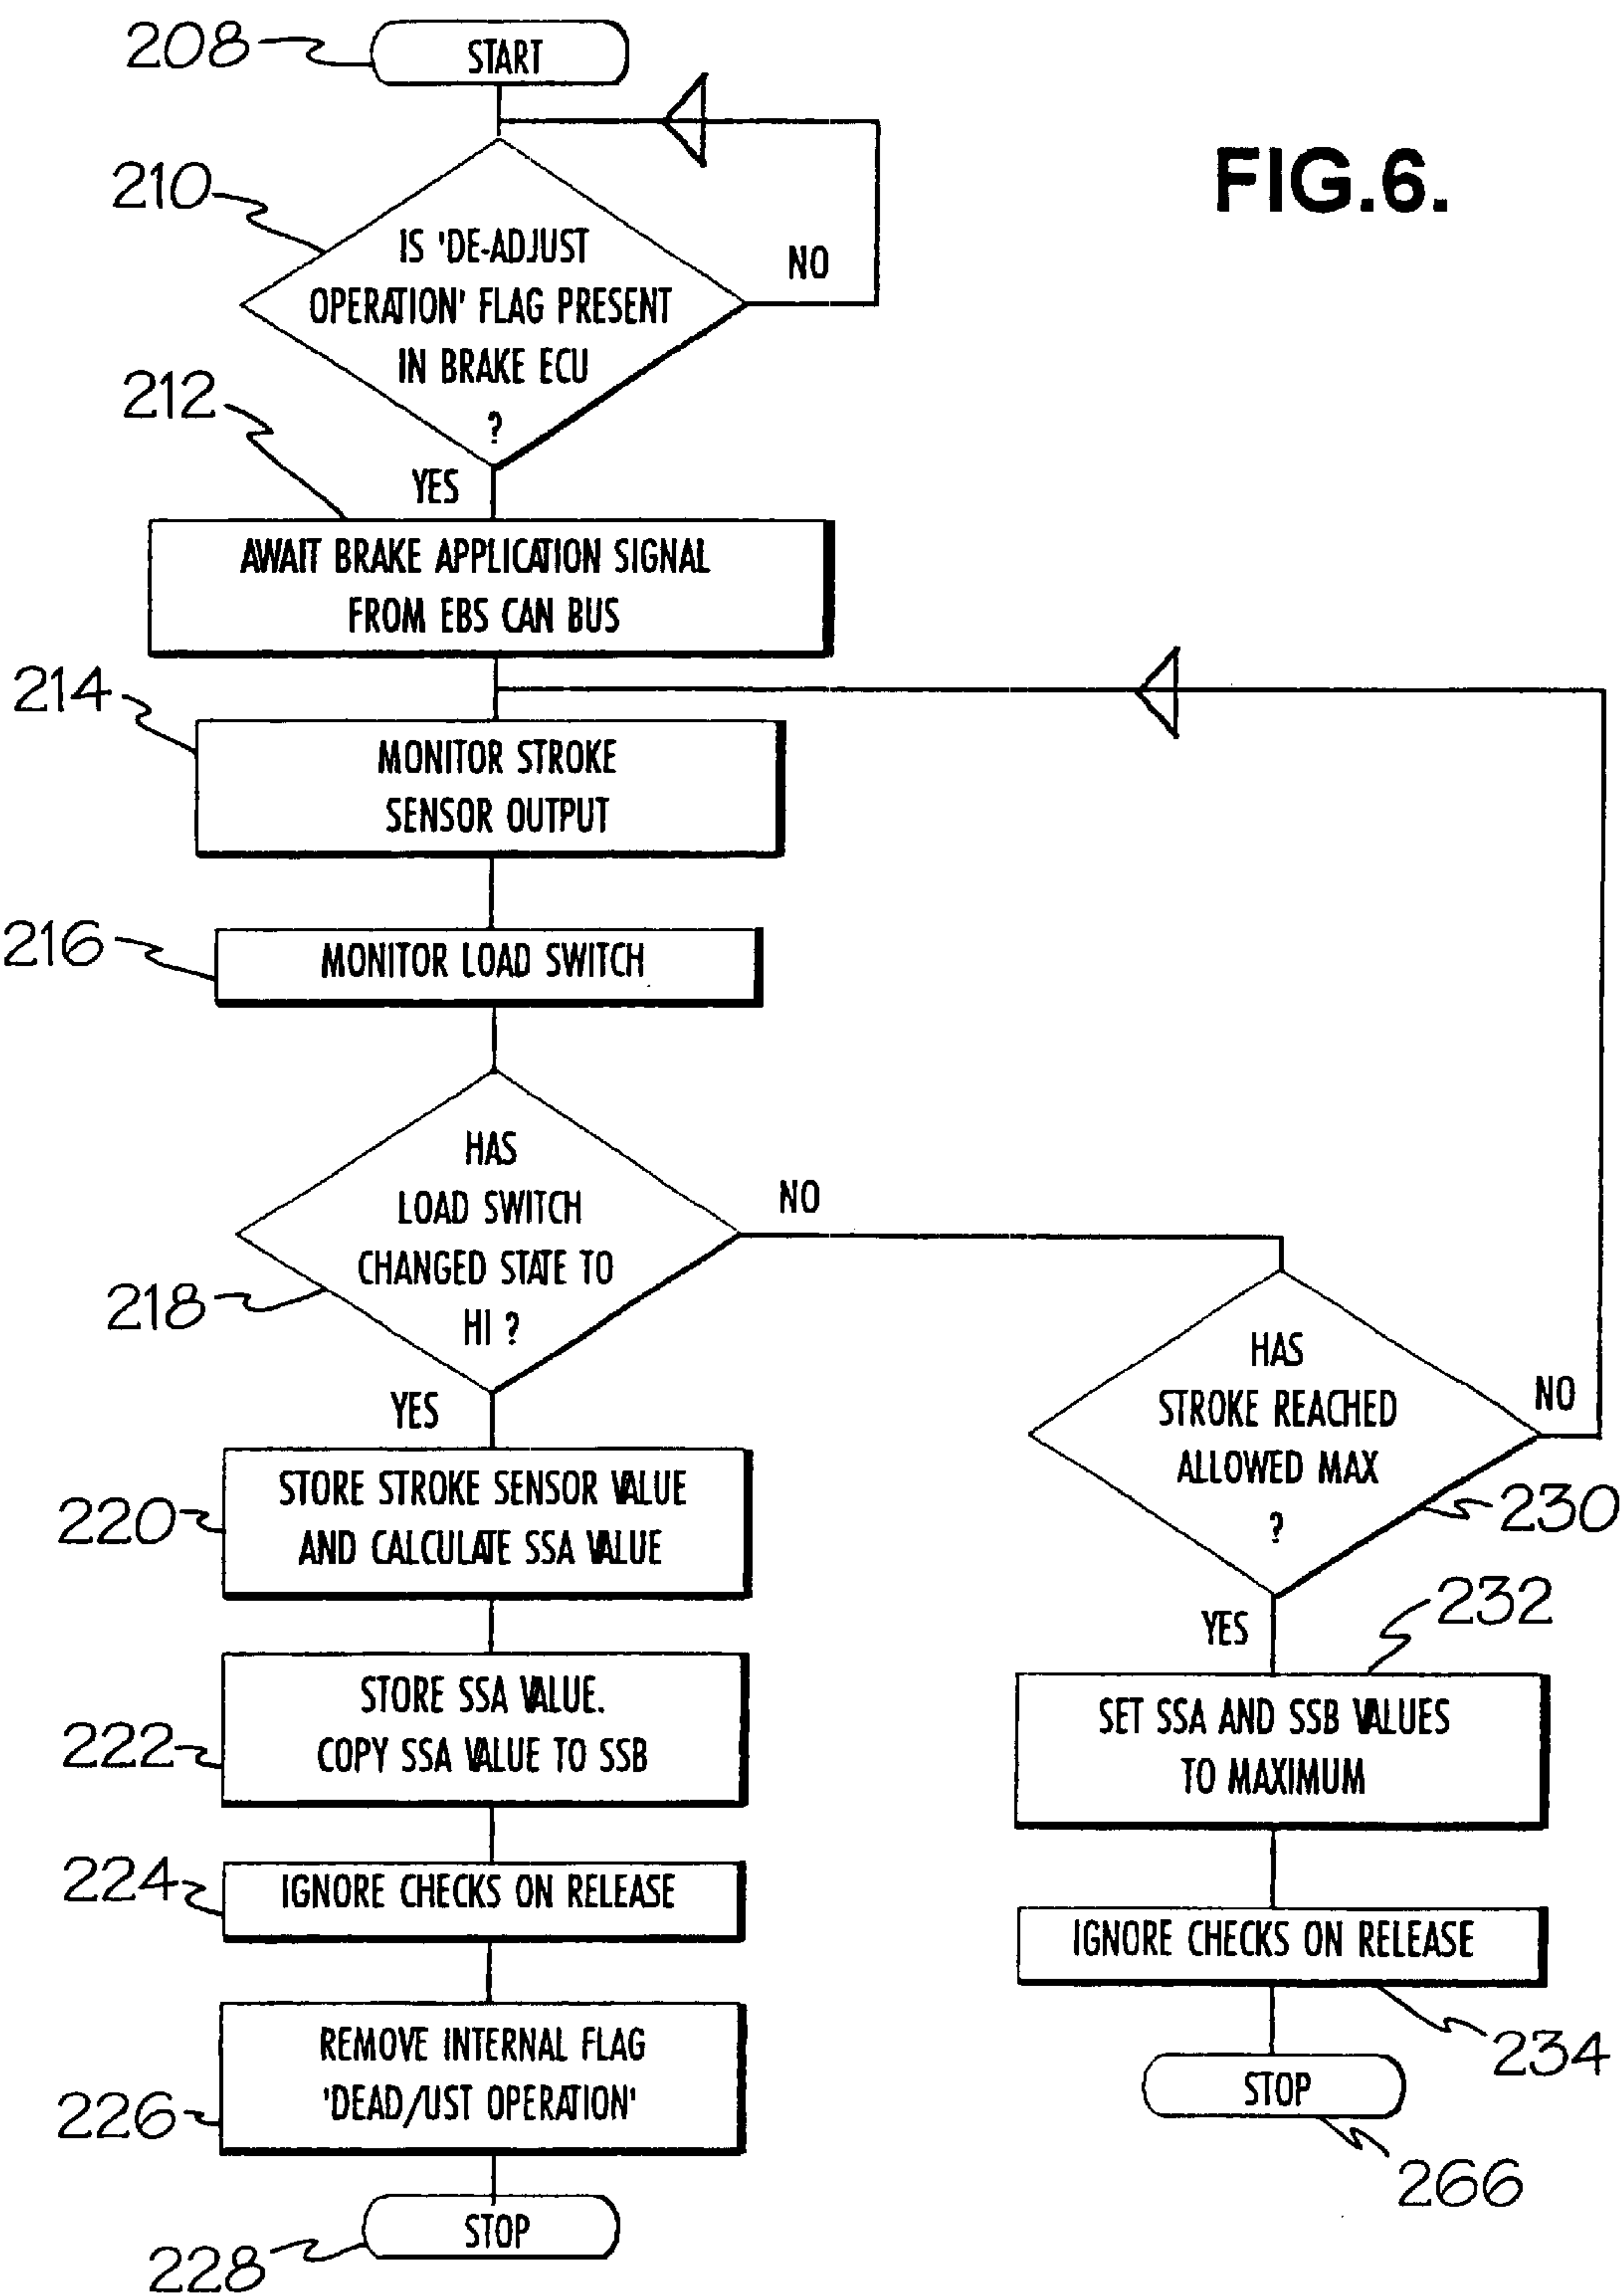 FIG.6.
208
START
210
IS 'DE-ADJUST
OPERATION' FLAG PRESENT
IN BRAKE ECU
?
NO
YES
212
AWAIT BRAKE APPLICATION SIGNAL
FROM EBS CAN BUS
214
MONITOR STROKE
SENSOR OUTPUT
216
MONITOR LOAD SWITCH
218
HAS
LOAD SWITCH
CHANGED STATE TO
HI ?
NO
YES
220
STORE STROKE SENSOR VALUE
AND CALCULATE SSA VALUE
222
STORE SSA VALUE.
COPY SSA VALUE TO SSB
224
IGNORE CHECKS ON RELEASE
226
REMOVE INTERNAL FLAG
'DEAD/UST OPERATION'
STOP
228
HAS
STROKE REACHED
ALLOWED MAX
?
NO
230
YES
232
SET SSA AND SSB VALUES
TO MAXIMUM
IGNORE CHECKS ON RELEASE
234
STOP
266